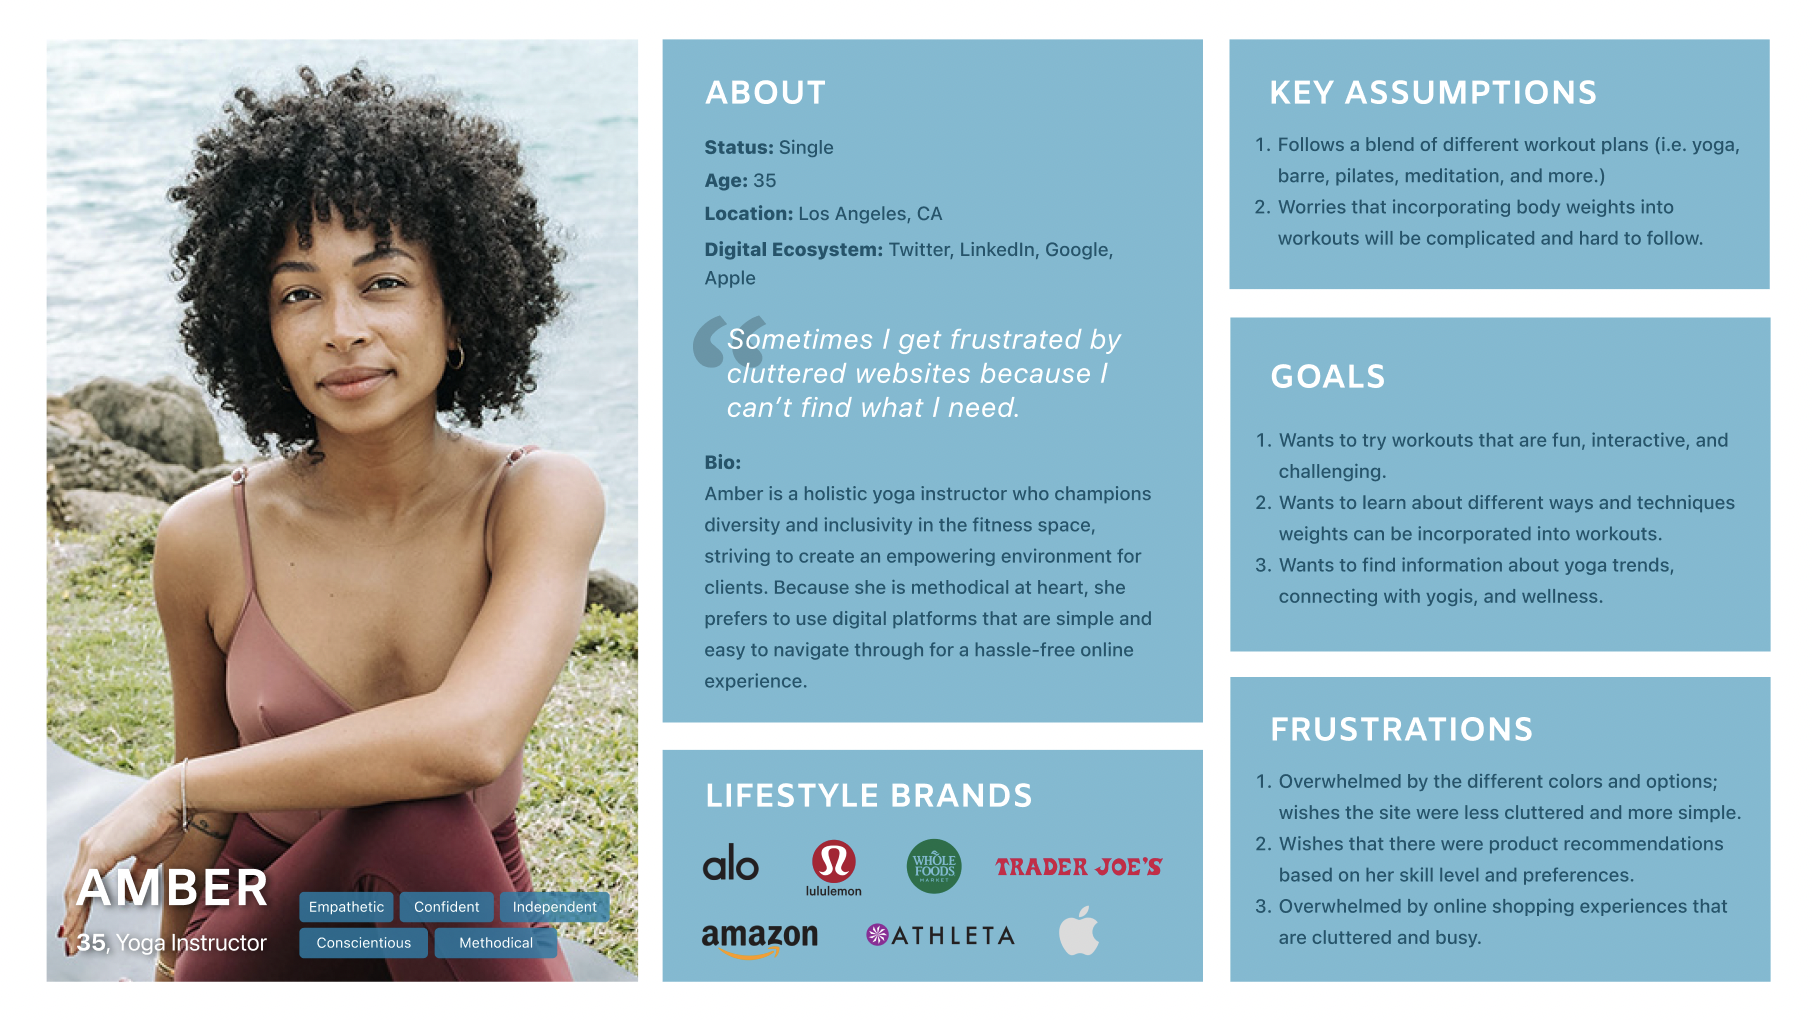 AMBER
35, Yoga Instructor
Empathetic
Confident
Independent
Conscientious
Methodical
ABOUT
Status: Single
Age: 35
Location: Los Angeles, CA
Digital Ecosystem: Twitter, LinkedIn, Google,
Apple
“
Sometimes I get frustrated by
cluttered websites because I
can’t find what I need.
Bio:
Amber is a holistic yoga instructor who champions
diversity and inclusivity in the fitness space,
striving to create an empowering environment for
clients. Because she is methodical at heart, she
prefers to use digital platforms that are simple and
easy to navigate through for a hassle-free online
experience.
LIFESTYLE BRANDS
alo
lululemon
WHOLE
FOODS
MARKET
TRADER JOE'S
amazon
ATHLETA
KEY ASSUMPTIONS
1. Follows a blend of different workout plans (i.e. yoga,
barre, pilates, meditation, and more.)
2. Worries that incorporating body weights into
workouts will be complicated and hard to follow.
GOALS
1. Wants to try workouts that are fun, interactive, and
challenging.
2. Wants to learn about different ways and techniques
weights can be incorporated into workouts.
3. Wants to find information about yoga trends,
connecting with yogis, and wellness.
FRUSTRATIONS
1. Overwhelmed by the different colors and options;
wishes the site were less cluttered and more simple.
2. Wishes that there were product recommendations
based on her skill level and preferences.
3. Overwhelmed by online shopping experiences that
are cluttered and busy.